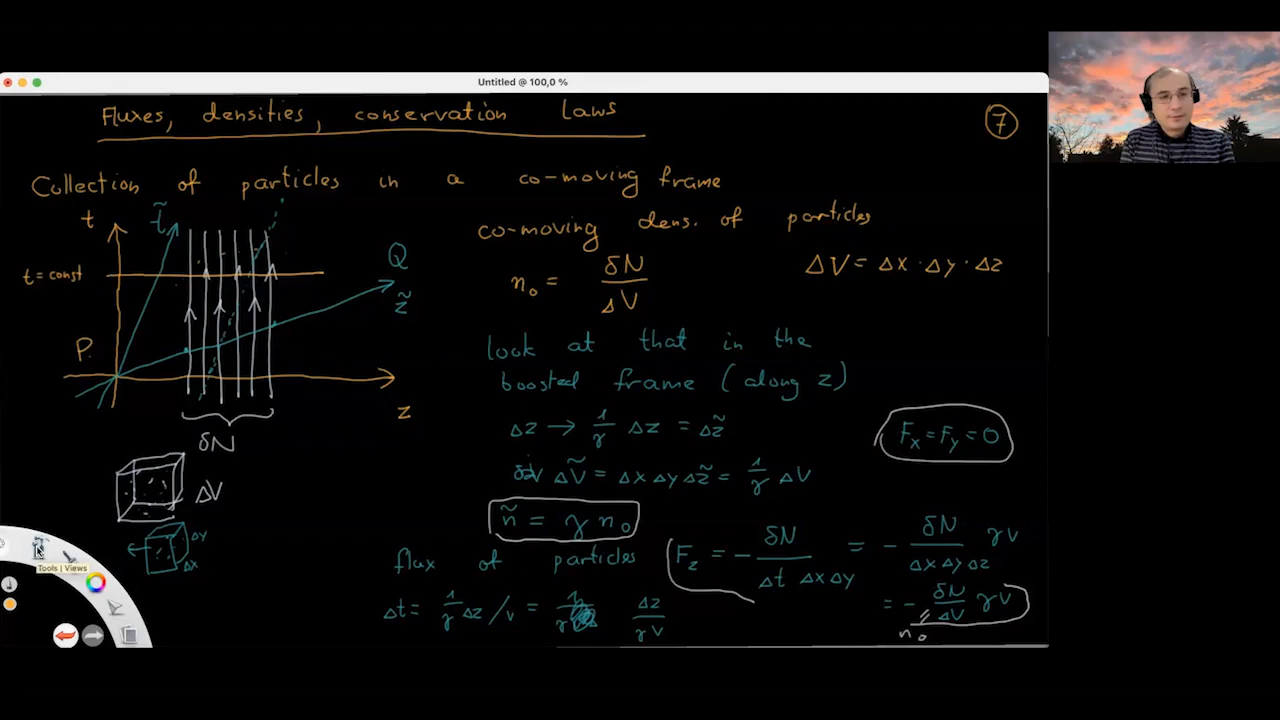 Untitled @ 100,0 %
Fluxes, densities, conservation laws
7
Collection of particles in a co-moving frame
t
t̃
t = const
Q
z̃
P
z
δN
ΔV
Δy
Δx
Tools | Views
co-moving dens. of particles
n₀ = δN / ΔV
ΔV = Δx · Δy · Δz
look at that in the
boosted frame (along z)
Δz → 1/γ Δz = Δz̃
ΔṼ = Δx Δy Δz̃ = 1/γ ΔV
ñ = γ n₀
Fx = Fy = 0
flux of particles
Δt = 1/γ Δz / v = Δz / γv
Fz = - δN / Δt Δx Δy = - δN / Δx Δy Δz γv
= - δN / ΔV γv
n₀